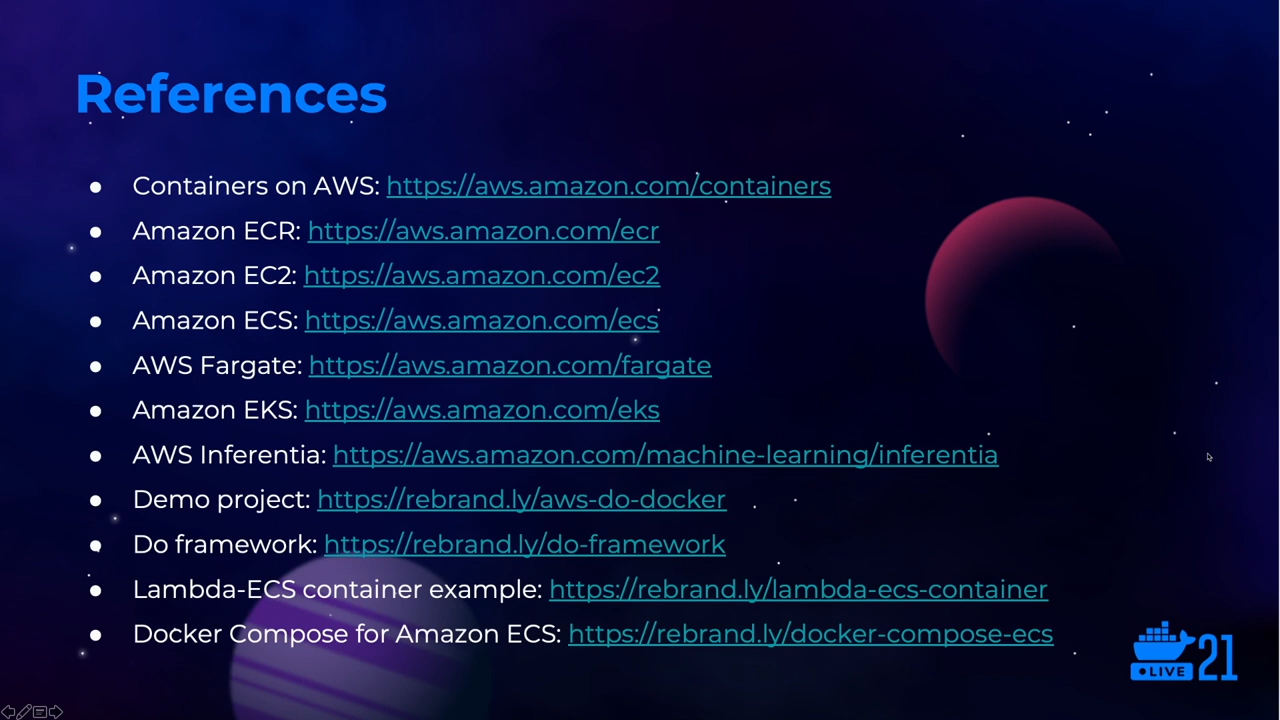 References
● Containers on AWS: https://aws.amazon.com/containers
● Amazon ECR: https://aws.amazon.com/ecr
● Amazon EC2: https://aws.amazon.com/ec2
● Amazon ECS: https://aws.amazon.com/ecs
● AWS Fargate: https://aws.amazon.com/fargate
● Amazon EKS: https://aws.amazon.com/eks
● AWS Inferentia: https://aws.amazon.com/machine-learning/inferentia
● Demo project: https://rebrand.ly/aws-do-docker
● Do framework: https://rebrand.ly/do-framework
● Lambda-ECS container example: https://rebrand.ly/lambda-ecs-container
● Docker Compose for Amazon ECS: https://rebrand.ly/docker-compose-ecs
LIVE 21